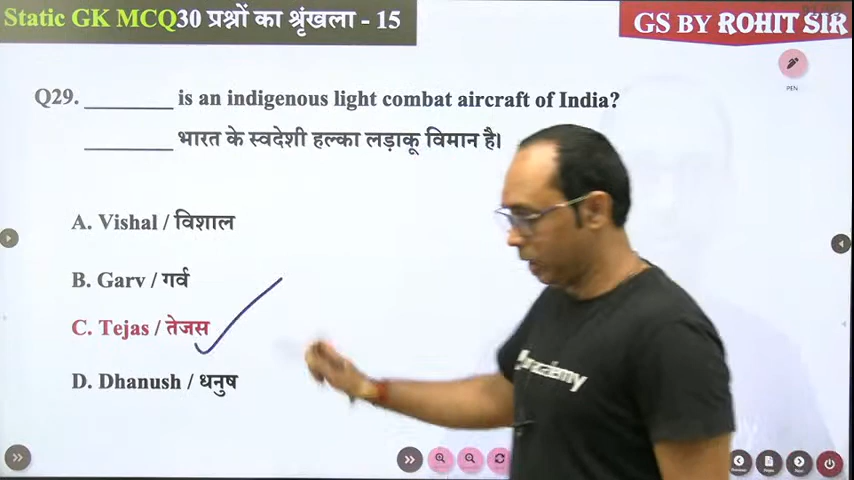 Static GK MCQ30 प्रश्नों का श्रृंखला - 15
GS BY ROHIT SIR
PEN
Q29. ________ is an indigenous light combat aircraft of India?
________ भारत के स्वदेशी हल्का लड़ाकू विमान है।
A. Vishal / विशाल
B. Garv / गर्व
C. Tejas / तेजस
D. Dhanush / धनुष